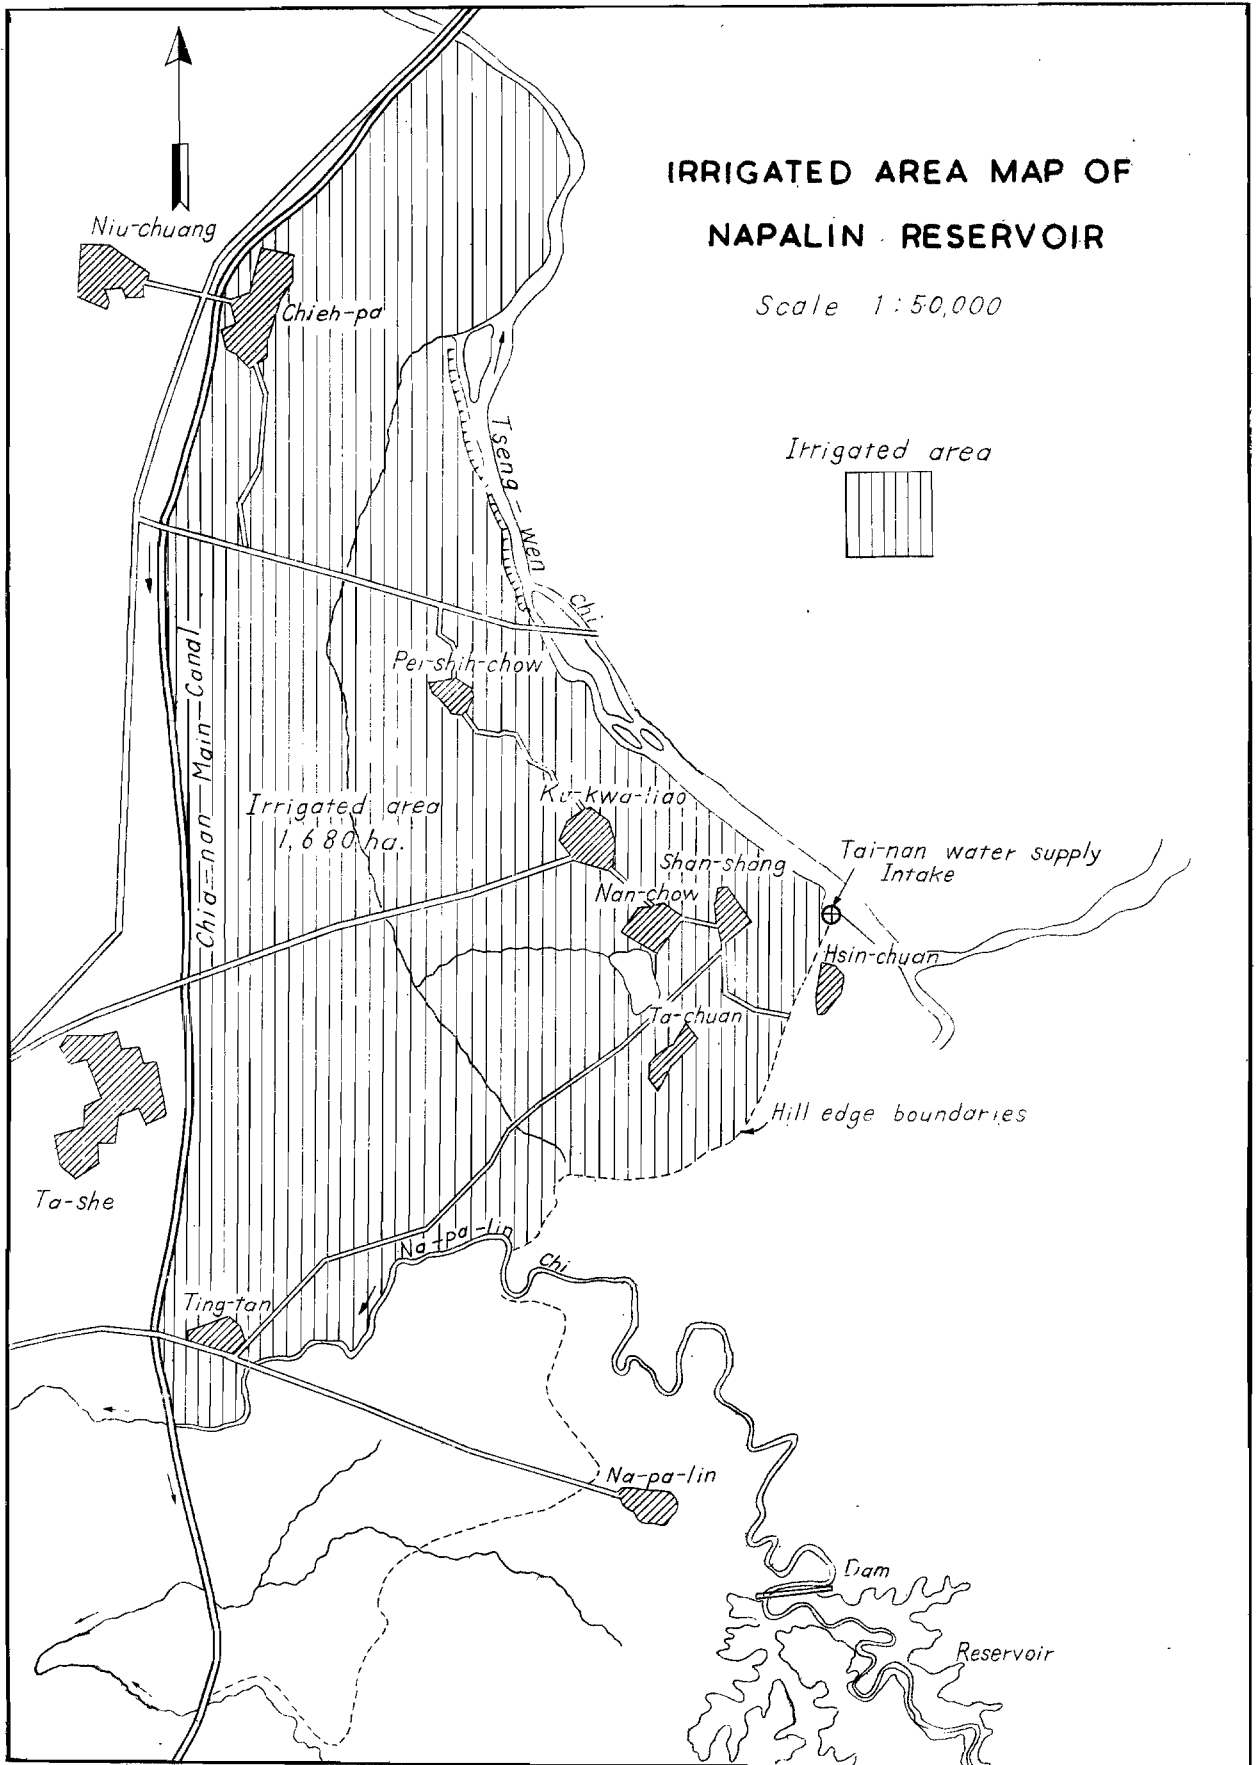 IRRIGATED AREA MAP OF
NAPALIN RESERVOIR
Scale 1:50,000
Irrigated area
Niu-chuang
Chieh-pa
Tseng-wen
Chi
Pei-shih-chow
Chia-nan Main Canal
Irrigated area
1,680 ha.
Ku-kwa-liao
Shan-shang
Nan-chow
Tai-nan water supply
Intake
Hsin-chuan
Ta-chuan
Hill edge boundaries
Ta-she
Na-pa-lin
Chi
Ting-tan
Na-pa-lin
Dam
Reservoir